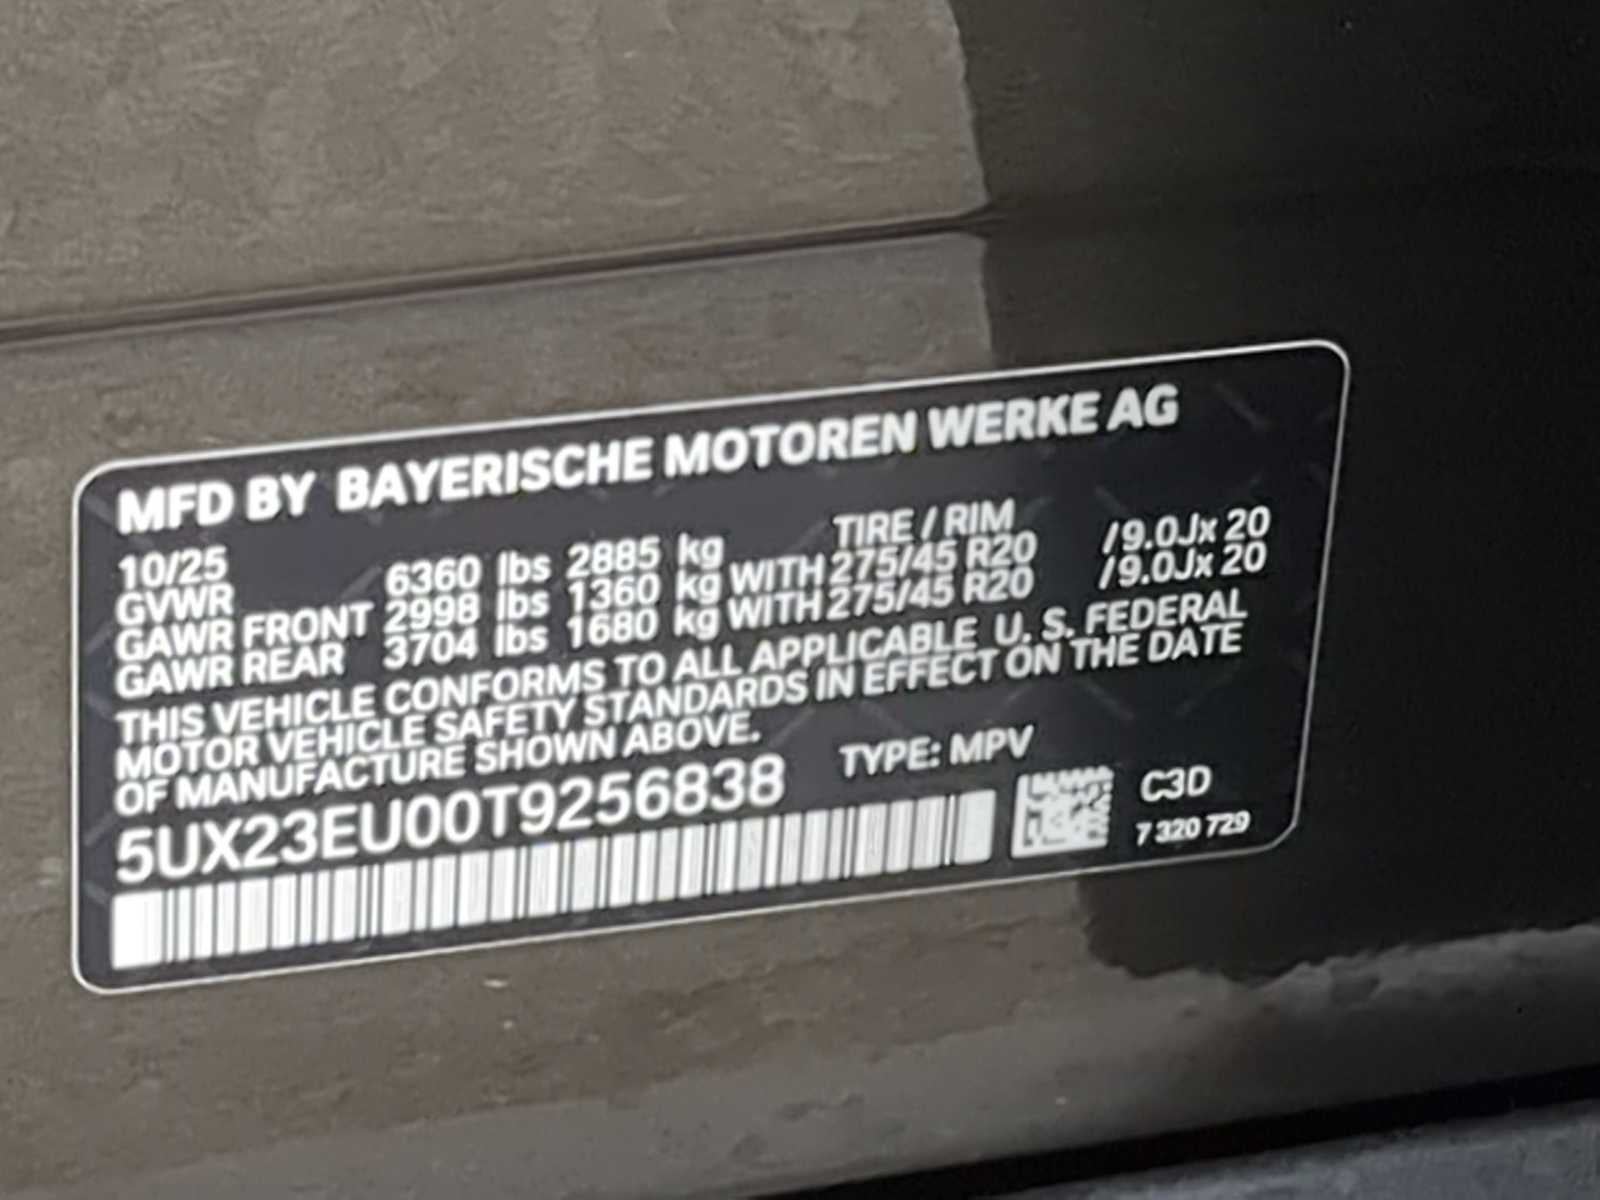 MFD BY BAYERISCHE MOTOREN WERKE AG
10/25 TIRE / RIM
GVWR 6360 lbs 2885 kg
GAWR FRONT 2998 lbs 1360 kg WITH 275/45 R20 /9.0Jx 20
GAWR REAR 3704 lbs 1680 kg WITH 275/45 R20 /9.0Jx 20
THIS VEHICLE CONFORMS TO ALL APPLICABLE U. S. FEDERAL
MOTOR VEHICLE SAFETY STANDARDS IN EFFECT ON THE DATE
OF MANUFACTURE SHOWN ABOVE.
5UX23EU00T9256838 TYPE: MPV
C3D
7 320 729